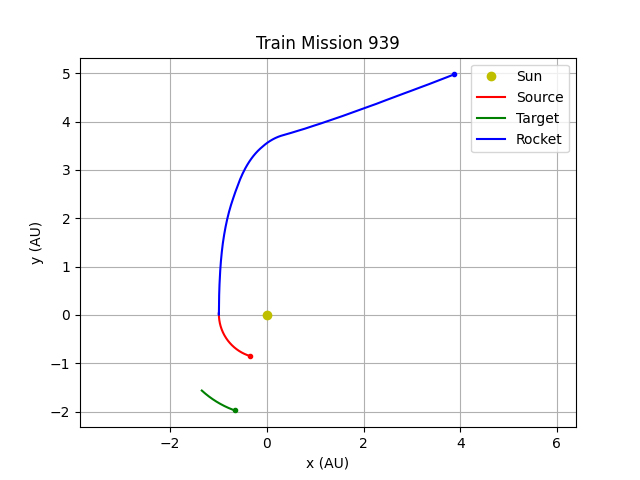 Train Mission 939
Sun
Source
Target
Rocket
y (AU)
5
4
3
2
1
0
−1
−2
−2
0
2
4
6
x (AU)